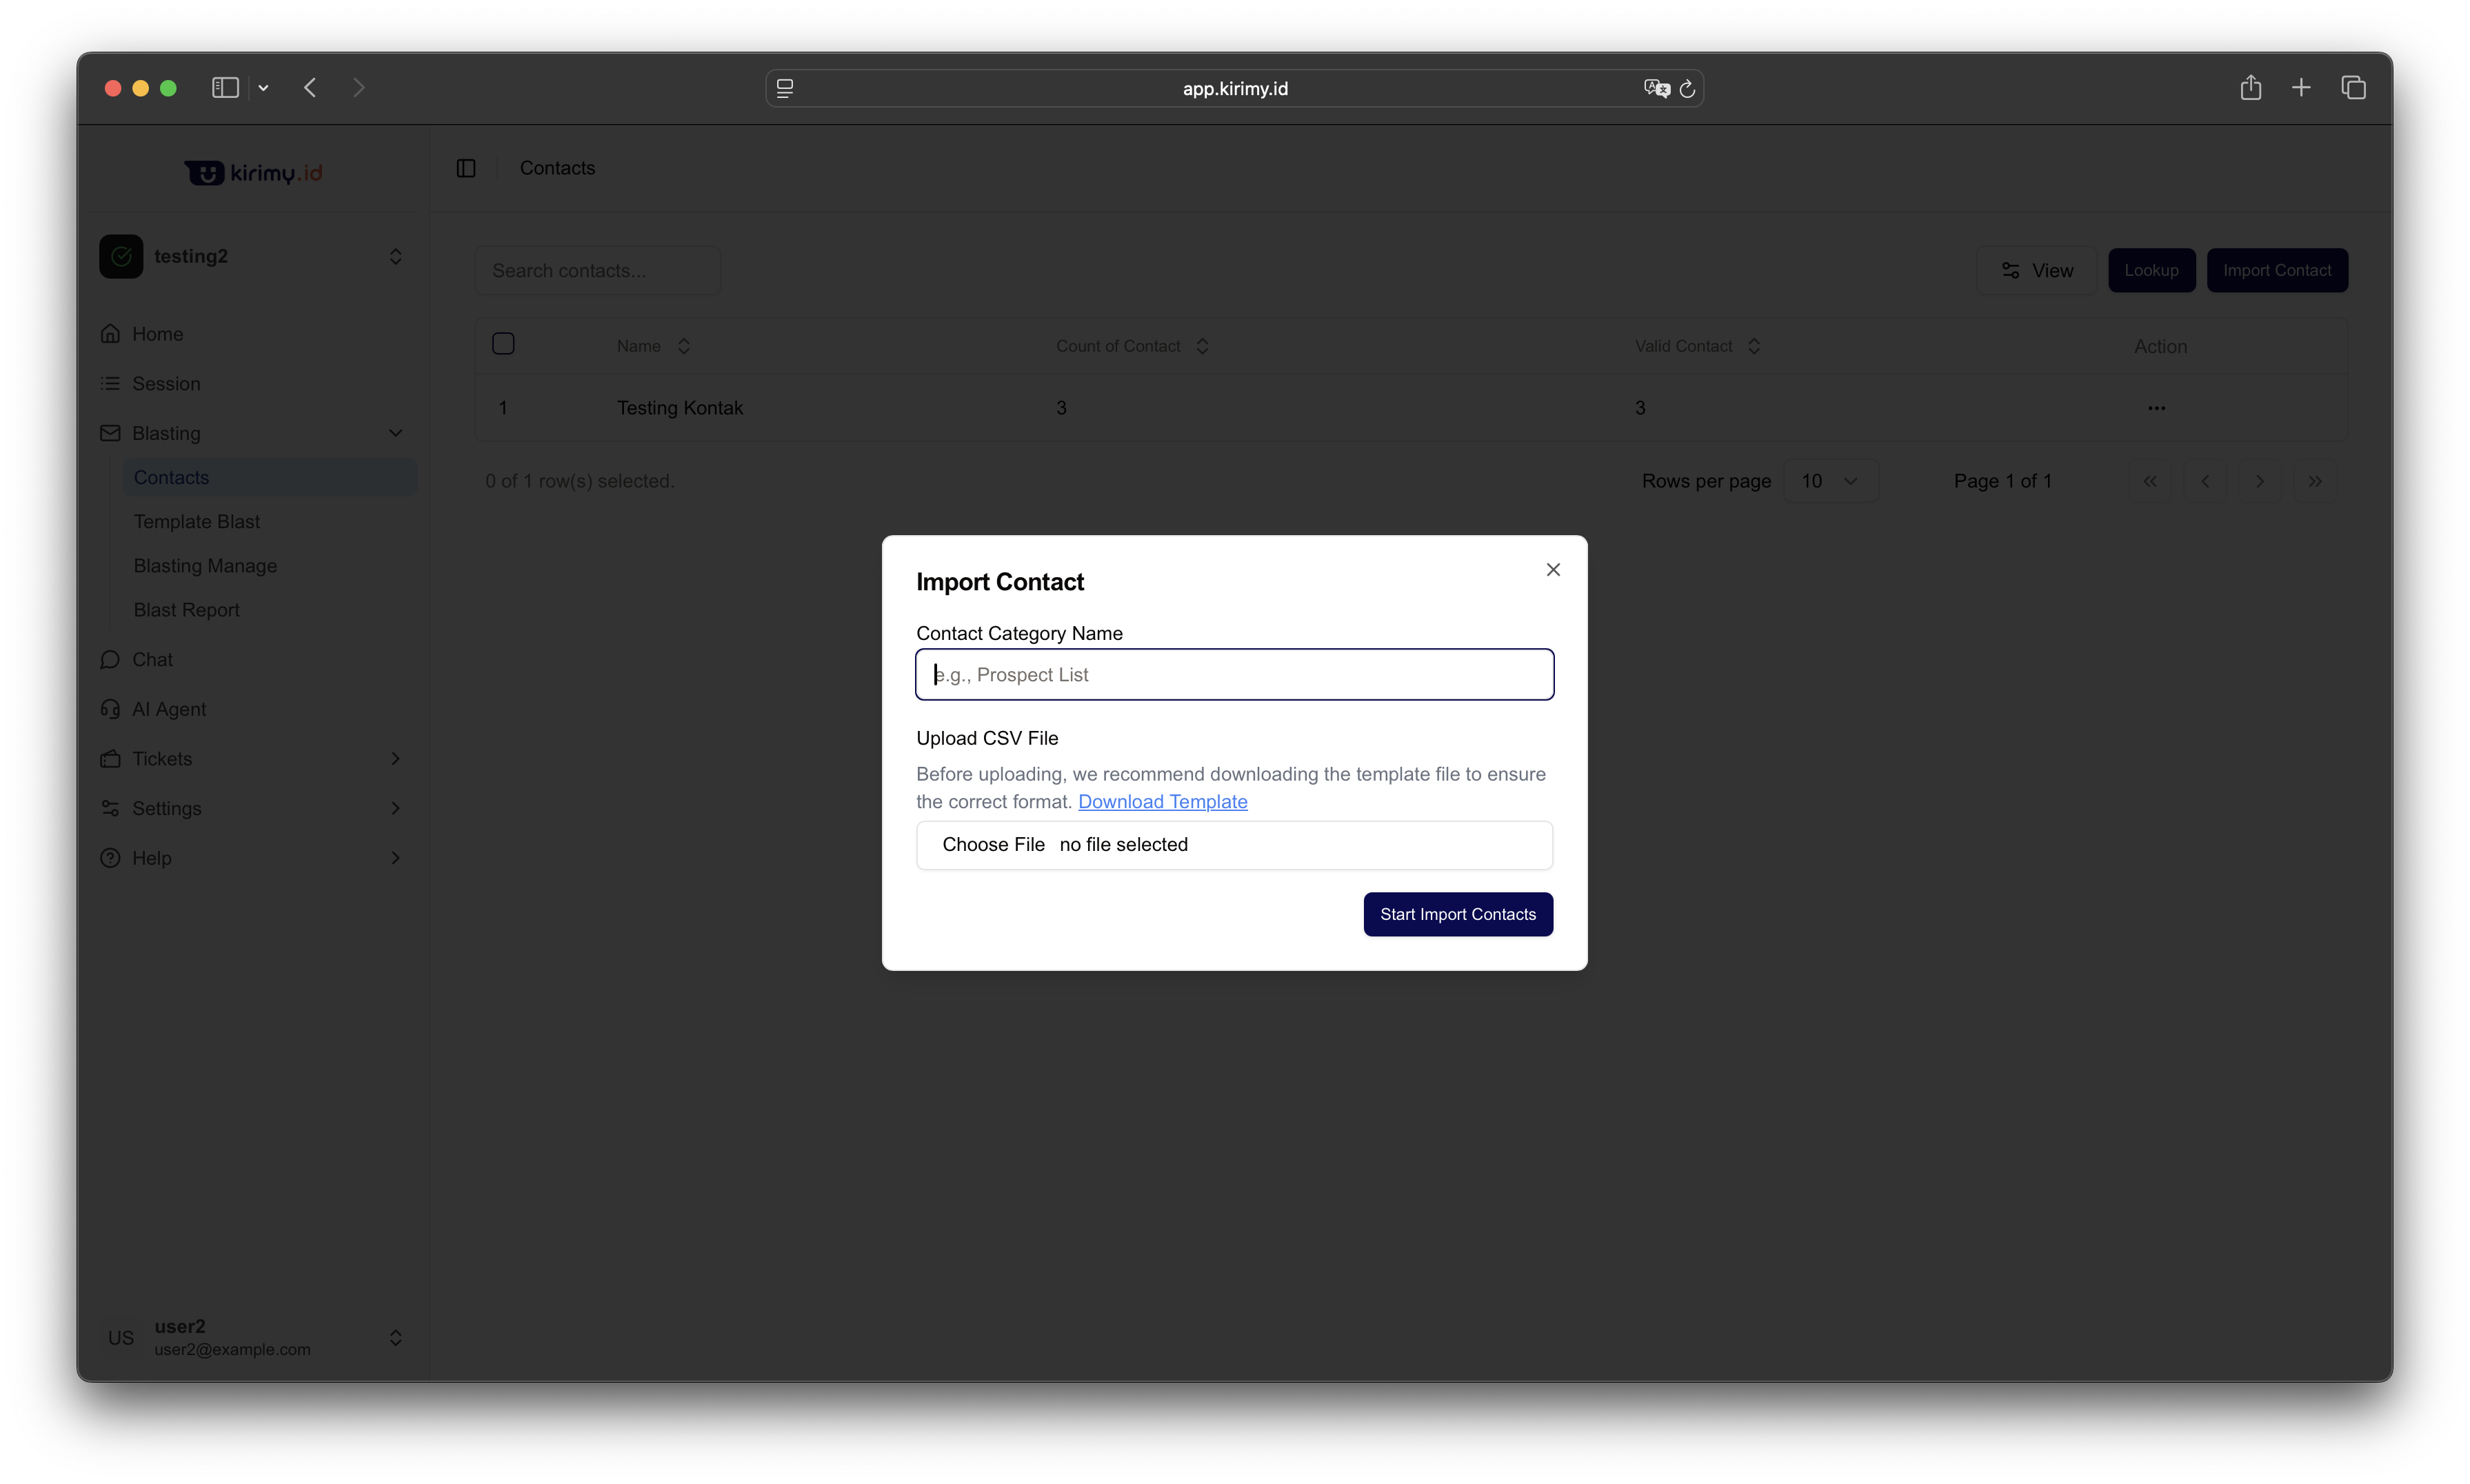 app.kirimy.id
kirimy.id
Contacts
testing2
Search contacts...
View
Lookup
Import Contact
Home
Session
Blasting
Contacts
Template Blast
Blasting Manage
Blast Report
Chat
AI Agent
Tickets
Settings
Help
Name
Count of Contact
Valid Contact
Action
1
Testing Kontak
3
3
0 of 1 row(s) selected.
Rows per page
10
Page 1 of 1
Import Contact
Contact Category Name
e.g., Prospect List
Upload CSV File
Before uploading, we recommend downloading the template file to ensure
the correct format. Download Template
Choose File no file selected
Start Import Contacts
US
user2
user2@example.com